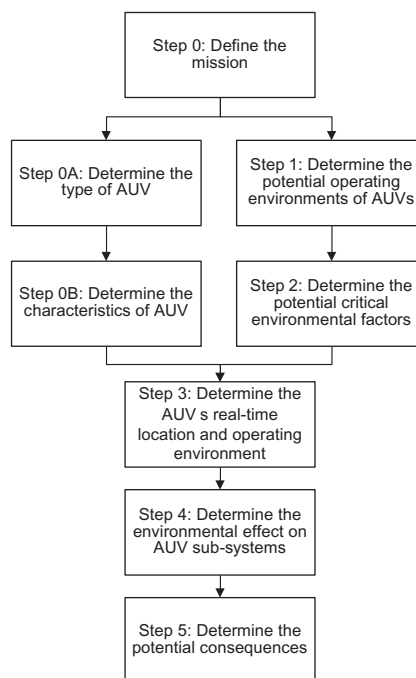 Step 0: Define the
mission
Step 0A: Determine the
type of AUV
Step 1: Determine the
potential operating
environments of AUVs
Step 0B: Determine the
characteristics of AUV
Step 2: Determine the
potential critical
environmental factors
Step 3: Determine the
AUV s real-time
location and operating
environment
Step 4: Determine the
environmental effect on
AUV sub-systems
Step 5: Determine the
potential consequences